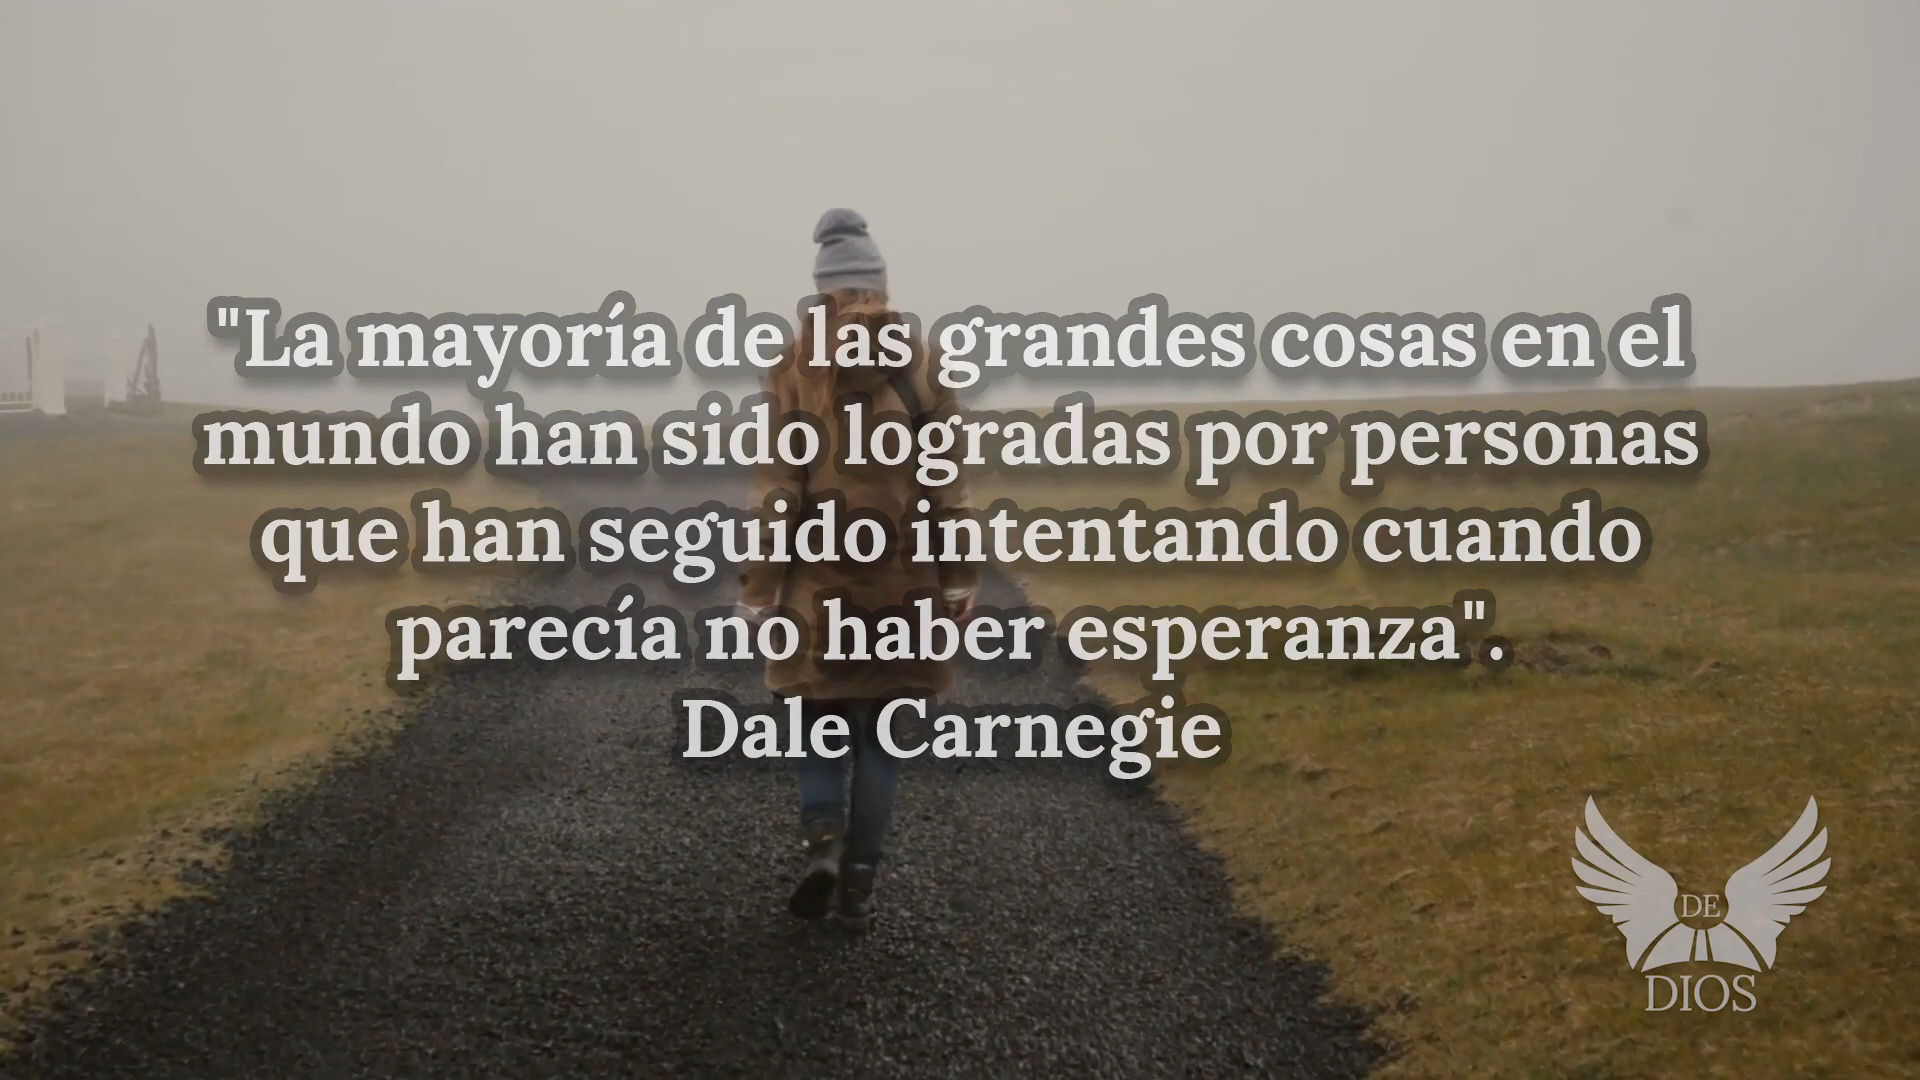 "La mayoría de las grandes cosas en el
mundo han sido logradas por personas
que han seguido intentando cuando
parecía no haber esperanza".
Dale Carnegie
DE
DIOS